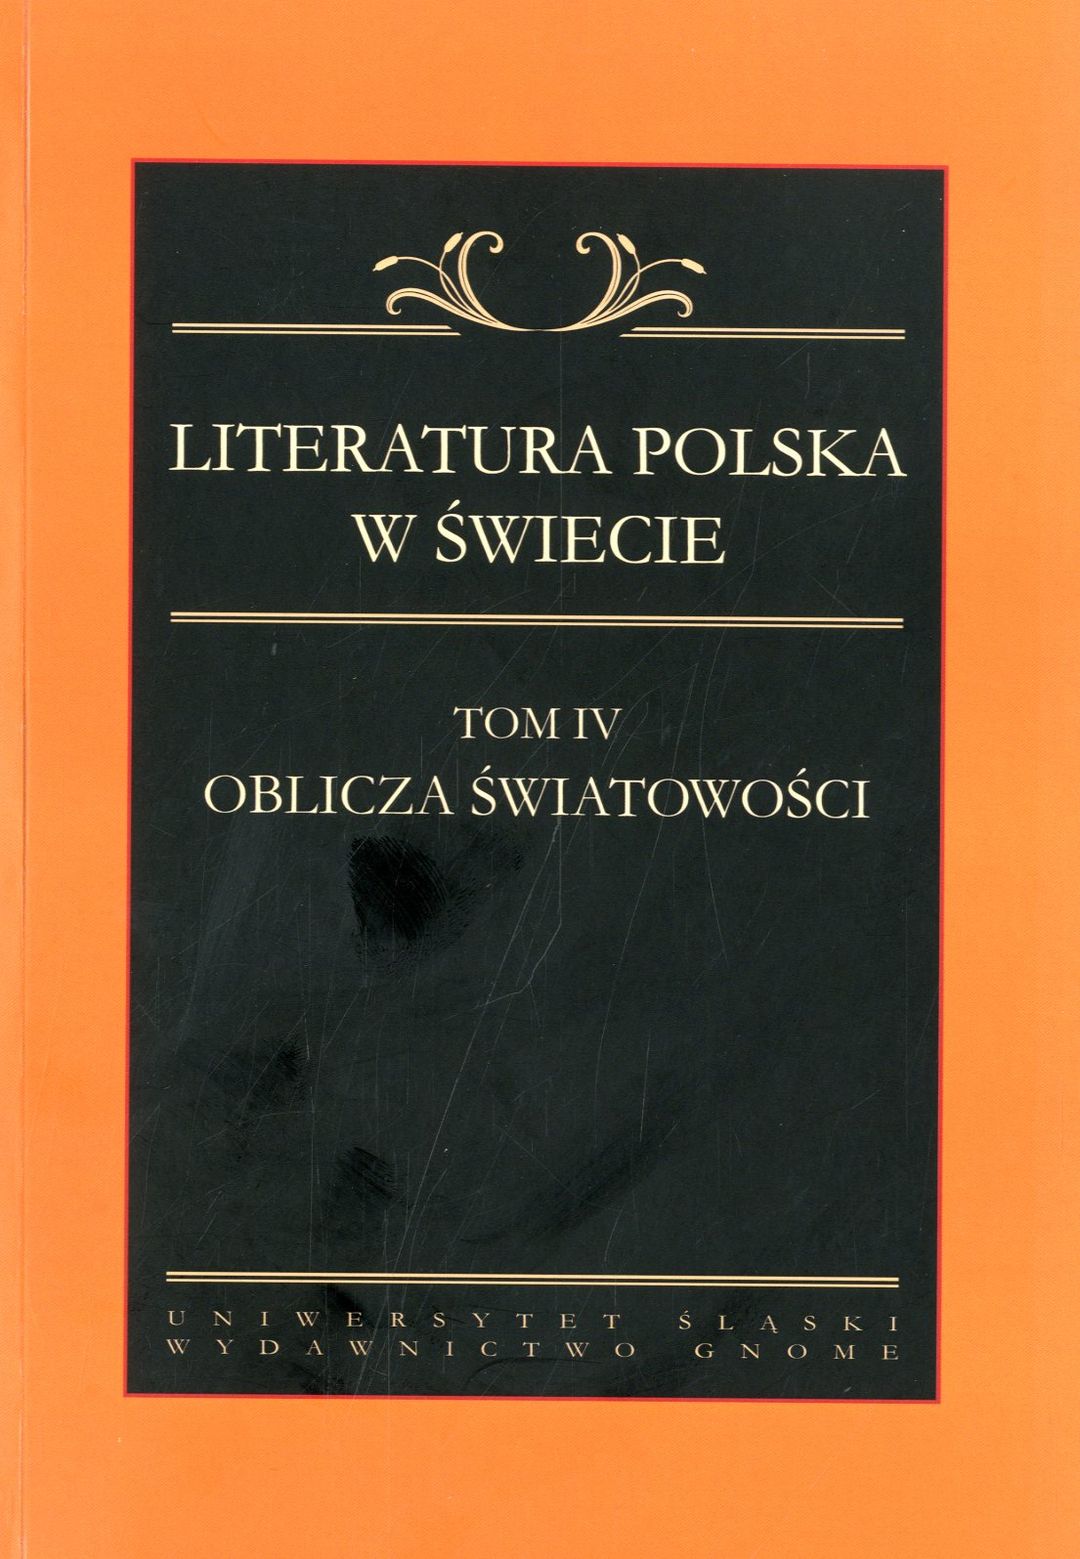 LITERATURA POLSKA
W ŚWIECIE
TOM IV
OBLICZA ŚWIATOWOŚCI
UNIWERSYTET ŚLĄSKI
WYDAWNICTWO GNOME